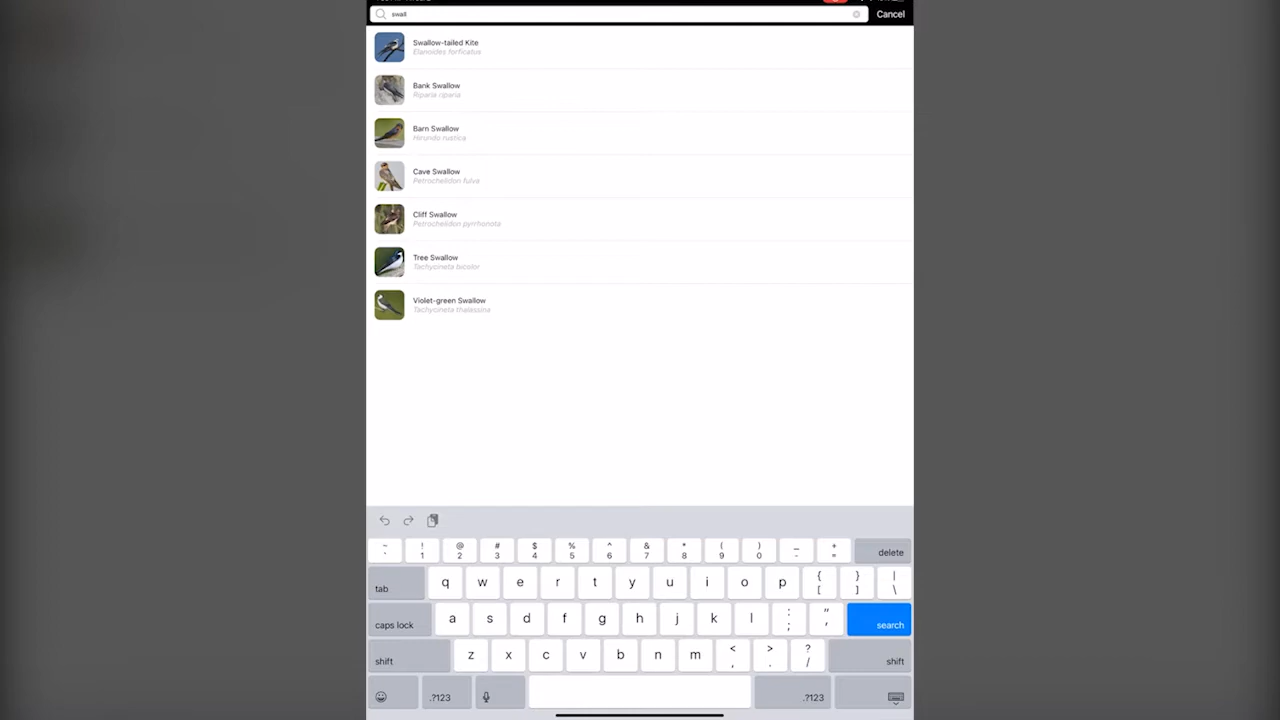 swall
Cancel
Swallow-tailed Kite
Elanoides forficatus
Bank Swallow
Riparia riparia
Barn Swallow
Hirundo rustica
Cave Swallow
Petrochelidon fulva
Cliff Swallow
Petrochelidon pyrrhonota
Tree Swallow
Tachycineta bicolor
Violet-green Swallow
Tachycineta thalassina
~ ! @ # $ % ^ & * ( ) _ +
` 1 2 3 4 5 6 7 8 9 0 - = delete
tab q w e r t y u i o p { [ } ] | \
caps lock a s d f g h j k l : ; " ' search
shift z x c v b n m < , > . ? / shift
.?123 .?123